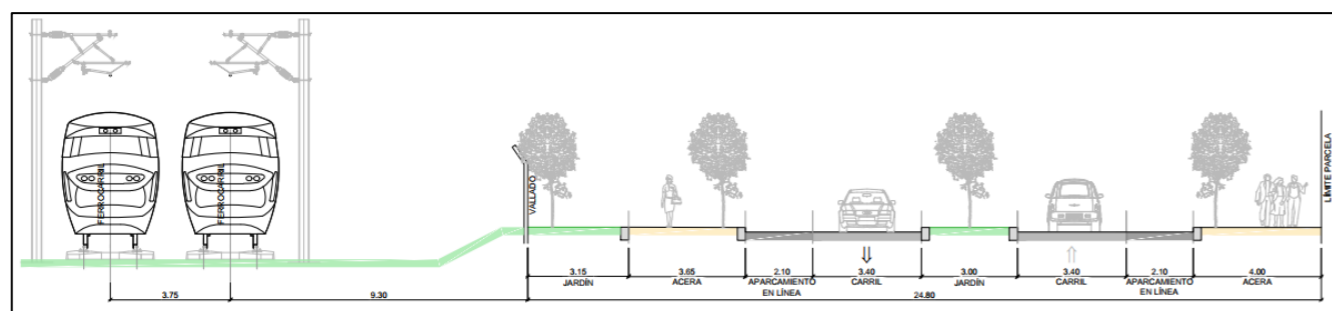 FERROCARRIL
FERROCARRIL
VALLADO
LÍMITE PARCELA
3.15
3.65
2.10
3.40
3.00
3.40
2.10
4.00
JARDÍN
ACERA
APARCAMIENTO
EN LÍNEA
CARRIL
JARDÍN
CARRIL
APARCAMIENTO
EN LÍNEA
ACERA
3.75
9.30
24.80